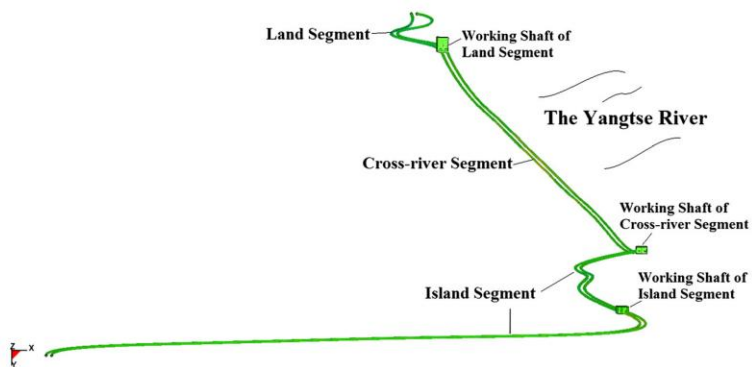 Land Segment
Working Shaft of
Land Segment
The Yangtse River
Cross-river Segment
Working Shaft of
Cross-river Segment
Working Shaft of
Island Segment
Island Segment
Z
X
Y